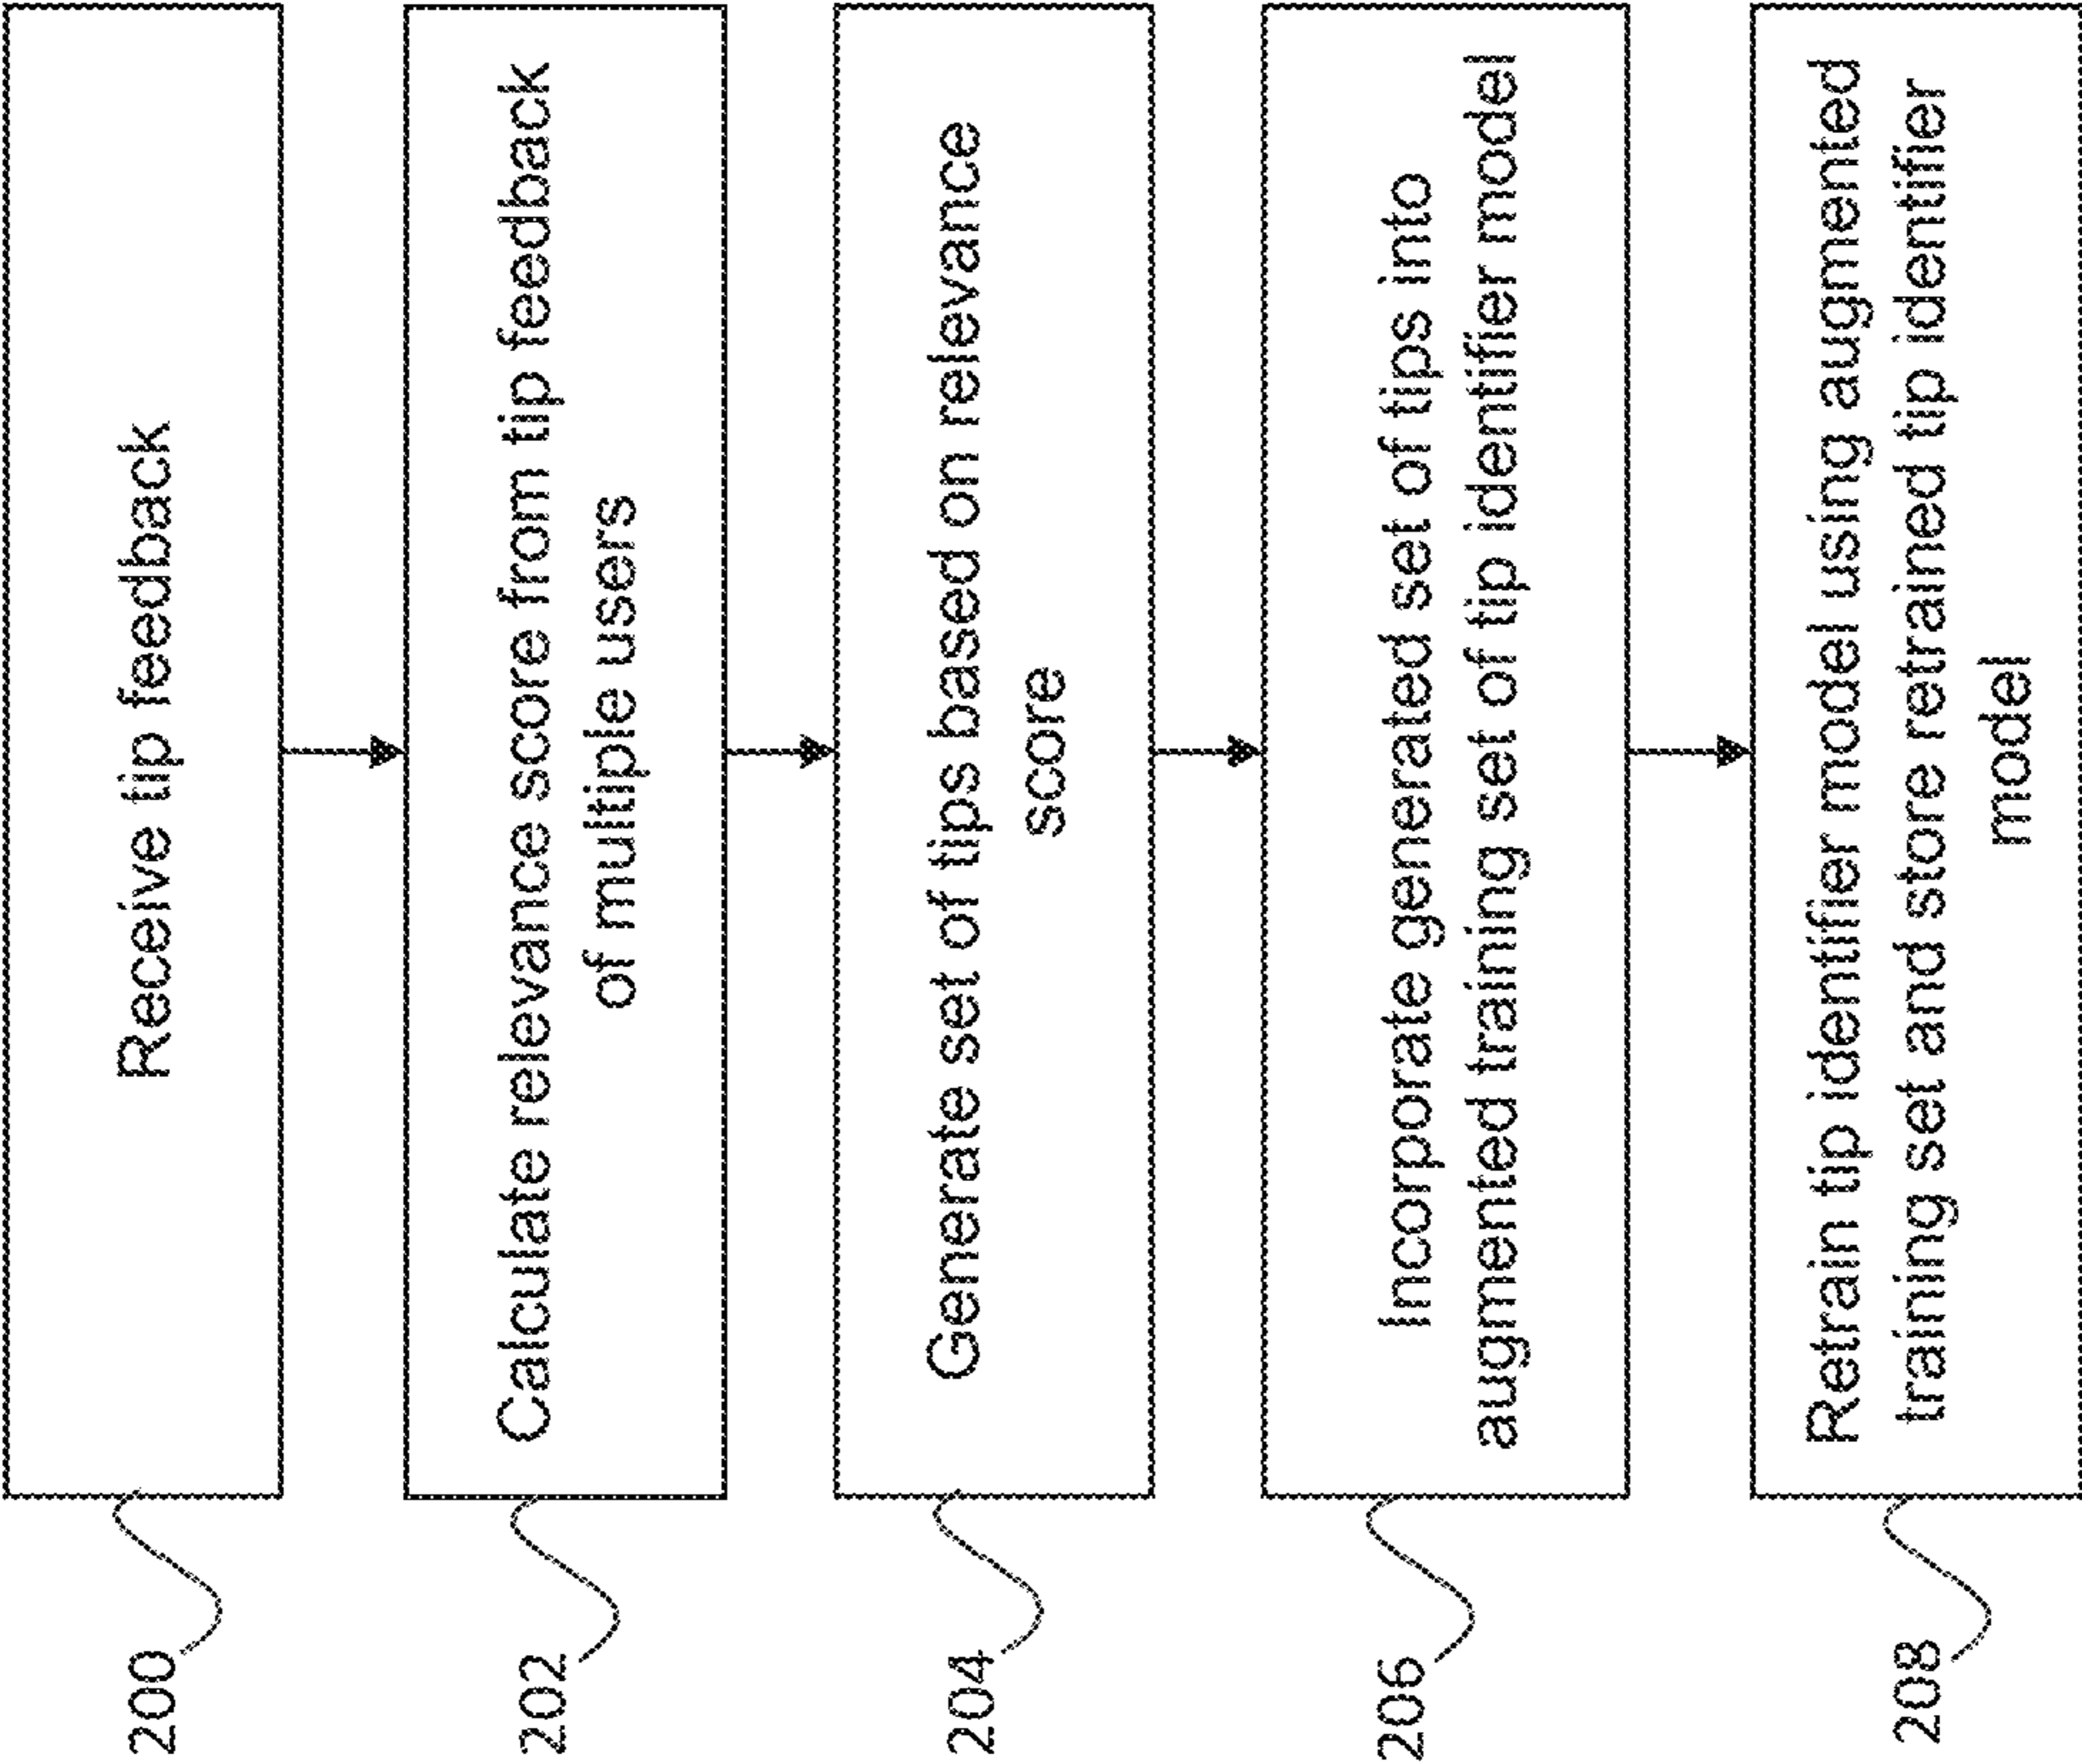 200
Receive tip feedback
202
Calculate relevance score from tip feedback
of multiple users
204
Generate set of tips based on relevance
score
206
Incorporate generated set of tips into
augmented training set of tip identifier model
208
Retrain tip identifier model using augmented
training set and store retrained tip identifier
model